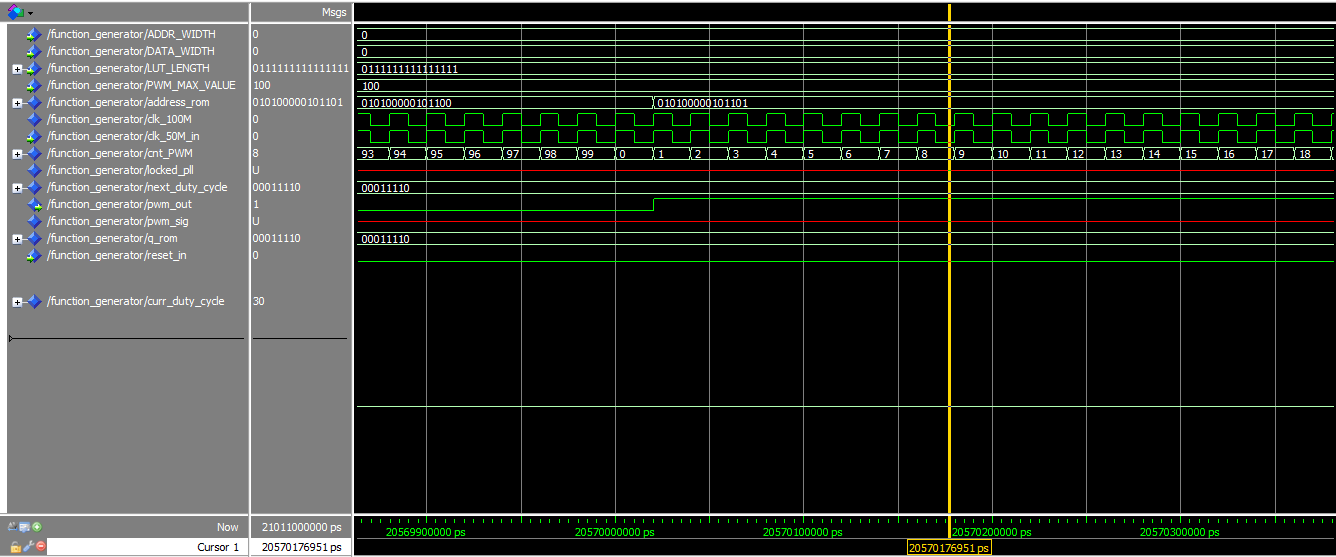 Msgs
/function_generator/ADDR_WIDTH 0 0
/function_generator/DATA_WIDTH 0 0
/function_generator/LUT_LENGTH 0111111111111111 0111111111111111
/function_generator/PWM_MAX_VALUE 100 100
/function_generator/address_rom 010100000101101 010100000101100 010100000101101
/function_generator/clk_100M 0
/function_generator/clk_50M_in 0
/function_generator/cnt_PWM 8 93 94 95 96 97 98 99 0 1 2 3 4 5 6 7 8 9 10 11 12 13 14 15 16 17 18
/function_generator/locked_pll U
/function_generator/next_duty_cycle 00011110 00011110
/function_generator/pwm_out 1
/function_generator/pwm_sig U
/function_generator/q_rom 00011110 00011110
/function_generator/reset_in 0
/function_generator/curr_duty_cycle 30
Now 21011000000 ps 20569900000 ps 20570000000 ps 20570100000 ps 20570200000 ps 20570300000 ps
Cursor 1 20570176951 ps 20570176951 ps